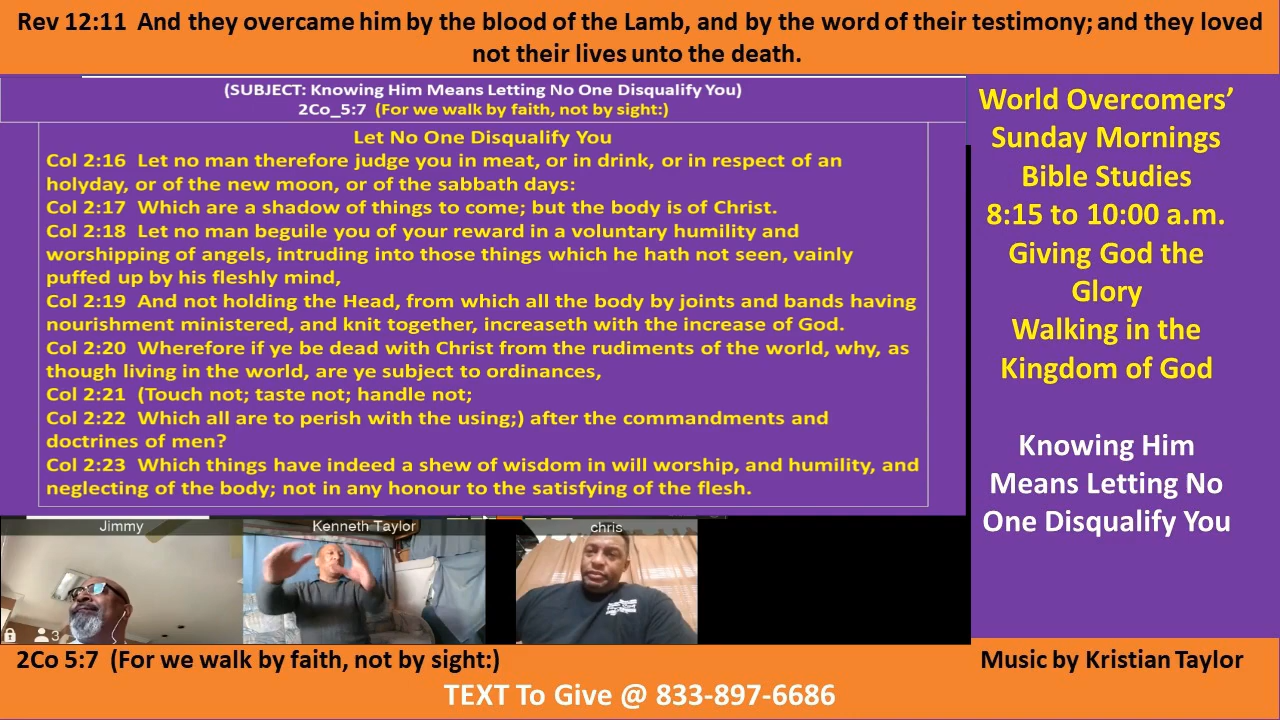 Rev 12:11  And they overcame him by the blood of the Lamb, and by the word of their testimony; and they loved
not their lives unto the death.
(SUBJECT: Knowing Him Means Letting No One Disqualify You)
2Co_5:7  (For we walk by faith, not by sight:)
Let No One Disqualify You
Col 2:16  Let no man therefore judge you in meat, or in drink, or in respect of an
holyday, or of the new moon, or of the sabbath days:
Col 2:17  Which are a shadow of things to come; but the body is of Christ.
Col 2:18  Let no man beguile you of your reward in a voluntary humility and
worshipping of angels, intruding into those things which he hath not seen, vainly
puffed up by his fleshly mind,
Col 2:19  And not holding the Head, from which all the body by joints and bands having
nourishment ministered, and knit together, increaseth with the increase of God.
Col 2:20  Wherefore if ye be dead with Christ from the rudiments of the world, why, as
though living in the world, are ye subject to ordinances,
Col 2:21  (Touch not; taste not; handle not;
Col 2:22  Which all are to perish with the using;) after the commandments and
doctrines of men?
Col 2:23  Which things have indeed a shew of wisdom in will worship, and humility, and
neglecting of the body; not in any honour to the satisfying of the flesh.
World Overcomers’
Sunday Mornings
Bible Studies
8:15 to 10:00 a.m.
Giving God the
Glory
Walking in the
Kingdom of God
Knowing Him
Means Letting No
One Disqualify You
Jimmy
Kenneth Taylor
chris
3
2Co 5:7  (For we walk by faith, not by sight:)
Music by Kristian Taylor
TEXT To Give @ 833-897-6686